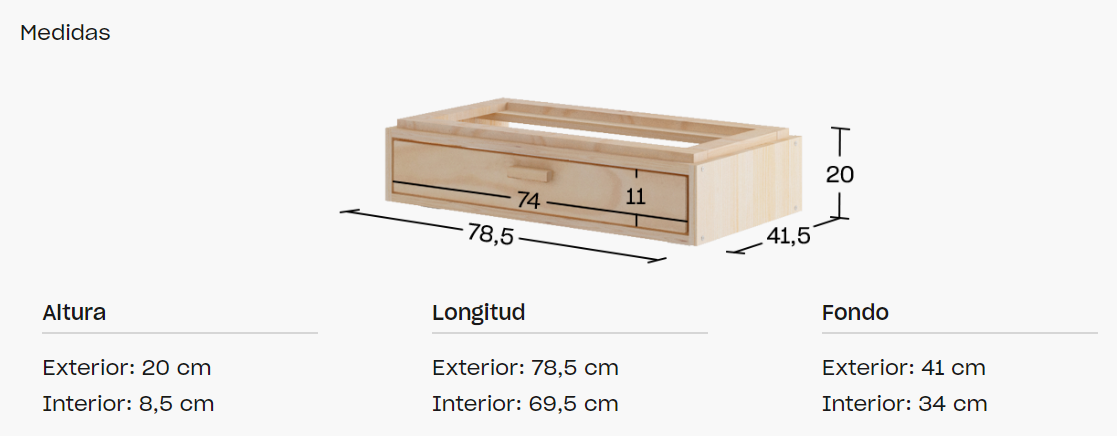 Medidas
20
11
74
78,5
41,5
Altura
Longitud
Fondo
Exterior: 20 cm
Exterior: 78,5 cm
Exterior: 41 cm
Interior: 8,5 cm
Interior: 69,5 cm
Interior: 34 cm